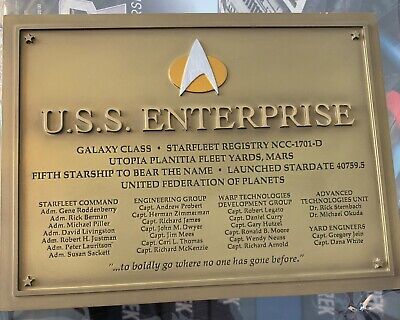 U.S.S. ENTERPRISE
GALAXY CLASS • STARFLEET REGISTRY NCC-1701-D
UTOPIA PLANITIA FLEET YARDS, MARS
FIFTH STARSHIP TO BEAR THE NAME • LAUNCHED STARDATE 40759.5
UNITED FEDERATION OF PLANETS
STARFLEET COMMAND
Adm. Gene Roddenberry
Adm. Rick Berman
Adm. Michael Piller
Adm. David Livingston
Adm. Robert H. Justman
Adm. Peter Lauritson
Adm. Susan Sackett
ENGINEERING GROUP
Capt. Andrew Probert
Capt. Herman Zimmerman
Capt. Richard James
Capt. John M. Dwyer
Capt. Jim Mees
Capt. Cari L. Thomas
Capt. Richard McKenzie
WARP TECHNOLOGIES
DEVELOPMENT GROUP
Capt. Robert Legato
Capt. Daniel Curry
Capt. Gary Hutzel
Capt. Ronald B. Moore
Capt. Wendy Neuss
Capt. Richard Arnold
ADVANCED
TECHNOLOGIES UNIT
Dr. Rick Sternbach
Dr. Michael Okuda
YARD ENGINEERS
Capt. Gregory Jein
Capt. Dana White
"...to boldly go where no one has gone before."